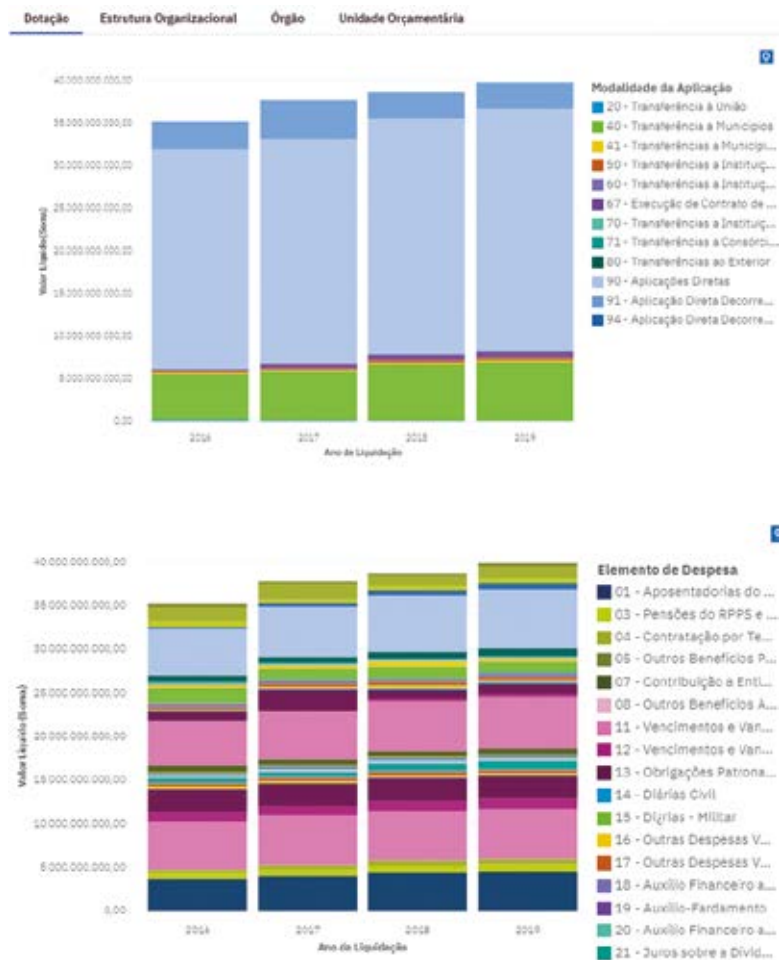 Dotação Estrutura Organizacional Órgão Unidade Orçamentária
40.000.000.000,00
35.000.000.000,00
30.000.000.000,00
25.000.000.000,00
20.000.000.000,00
15.000.000.000,00
10.000.000.000,00
5.000.000.000,00
0,00
Valor Líquido(Soma)
2016 2017 2018 2019
Ano de Liquidação
Modalidade da Aplicação
20 - Transferência à União
40 - Transferência a Municípios
41 - Transferências a Municípi...
50 - Transferências a Instituiç...
60 - Transferências a Instituiç...
67 - Execução de Contrato de ...
70 - Transferências a Instituiç...
71 - Transferências a Consórci...
80 - Transferências ao Exterior
90 - Aplicações Diretas
91 - Aplicação Direta Decorre...
94 - Aplicação Direta Decorre...
40.000.000.000,00
35.000.000.000,00
30.000.000.000,00
25.000.000.000,00
20.000.000.000,00
15.000.000.000,00
10.000.000.000,00
5.000.000.000,00
0,00
Valor Líquido (Soma)
2016 2017 2018 2019
Ano de Liquidação
Elemento de Despesa
01 - Aposentadorias do ...
03 - Pensões do RPPS e ...
04 - Contratação por Te...
05 - Outros Benefícios P...
07 - Contribuição a Enti...
08 - Outros Benefícios A...
11 - Vencimentos e Van...
12 - Vencimentos e Van...
13 - Obrigações Patrona...
14 - Diárias Civil
15 - Di¿rias - Militar
16 - Outras Despesas V...
17 - Outras Despesas V...
18 - Auxílio Financeiro a...
19 - Auxílio-Fardamento
20 - Auxílio Financeiro a...
21 - Juros sobre a Dívid...